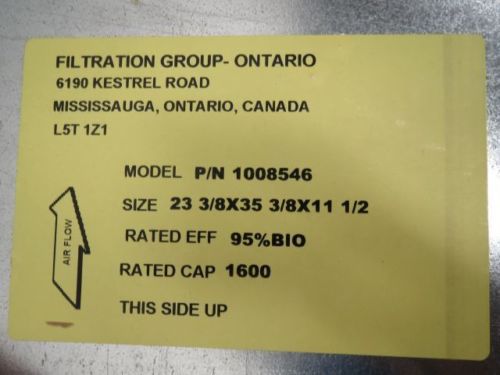 FILTRATION GROUP- ONTARIO
6190 KESTREL ROAD
MISSISSAUGA, ONTARIO, CANADA
L5T 1Z1
MODEL P/N 1008546
SIZE 23 3/8X35 3/8X11 1/2
RATED EFF 95%BIO
RATED CAP 1600
THIS SIDE UP
AIR FLOW